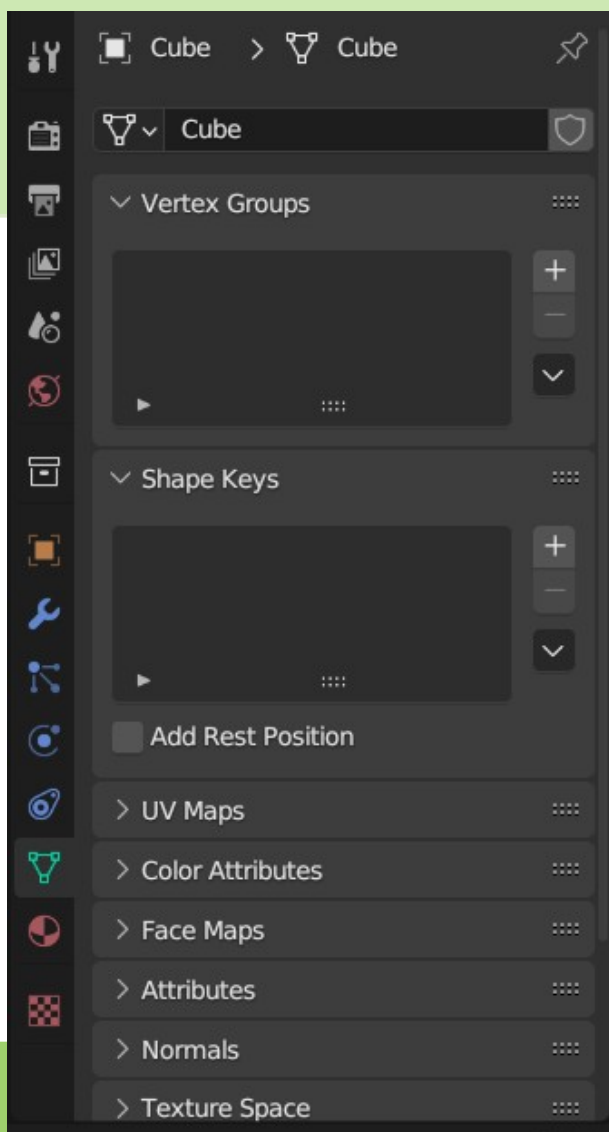 Cube > Cube
Cube
Vertex Groups
Shape Keys
Add Rest Position
UV Maps
Color Attributes
Face Maps
Attributes
Normals
Texture Space